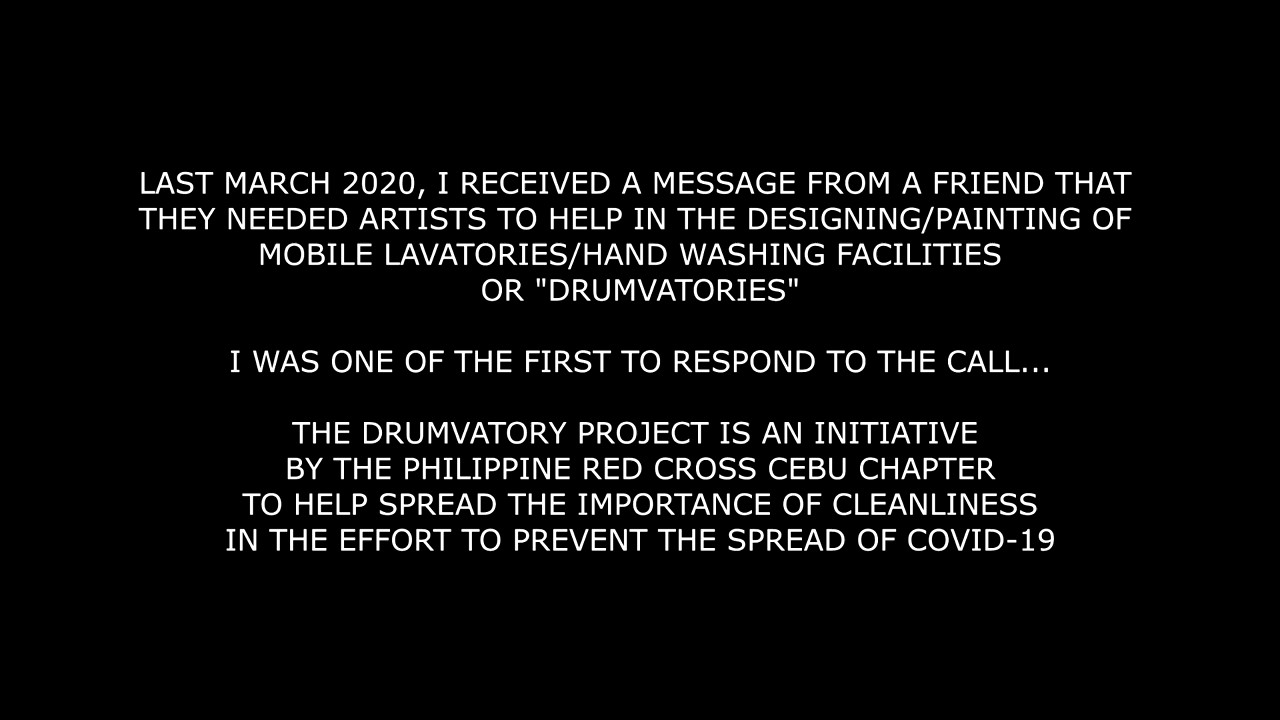 LAST MARCH 2020, I RECEIVED A MESSAGE FROM A FRIEND THAT
THEY NEEDED ARTISTS TO HELP IN THE DESIGNING/PAINTING OF
MOBILE LAVATORIES/HAND WASHING FACILITIES
OR "DRUMVATORIES"
I WAS ONE OF THE FIRST TO RESPOND TO THE CALL...
THE DRUMVATORY PROJECT IS AN INITIATIVE
BY THE PHILIPPINE RED CROSS CEBU CHAPTER
TO HELP SPREAD THE IMPORTANCE OF CLEANLINESS
IN THE EFFORT TO PREVENT THE SPREAD OF COVID-19